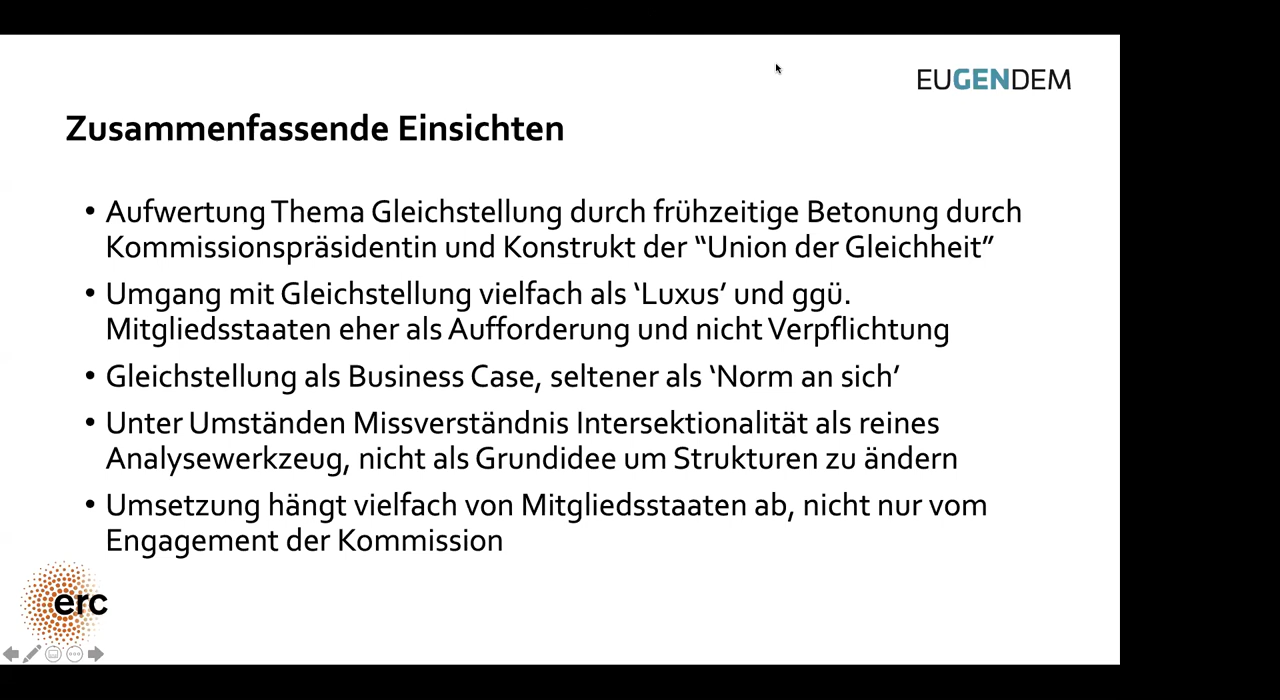 EUGENDEM
Zusammenfassende Einsichten
• Aufwertung Thema Gleichstellung durch frühzeitige Betonung durch
Kommissionspräsidentin und Konstrukt der “Union der Gleichheit”
• Umgang mit Gleichstellung vielfach als ‘Luxus’ und ggü.
Mitgliedsstaaten eher als Aufforderung und nicht Verpflichtung
• Gleichstellung als Business Case, seltener als ‘Norm an sich’
• Unter Umständen Missverständnis Intersektionalität als reines
Analysewerkzeug, nicht als Grundidee um Strukturen zu ändern
• Umsetzung hängt vielfach von Mitgliedsstaaten ab, nicht nur vom
Engagement der Kommission
erc